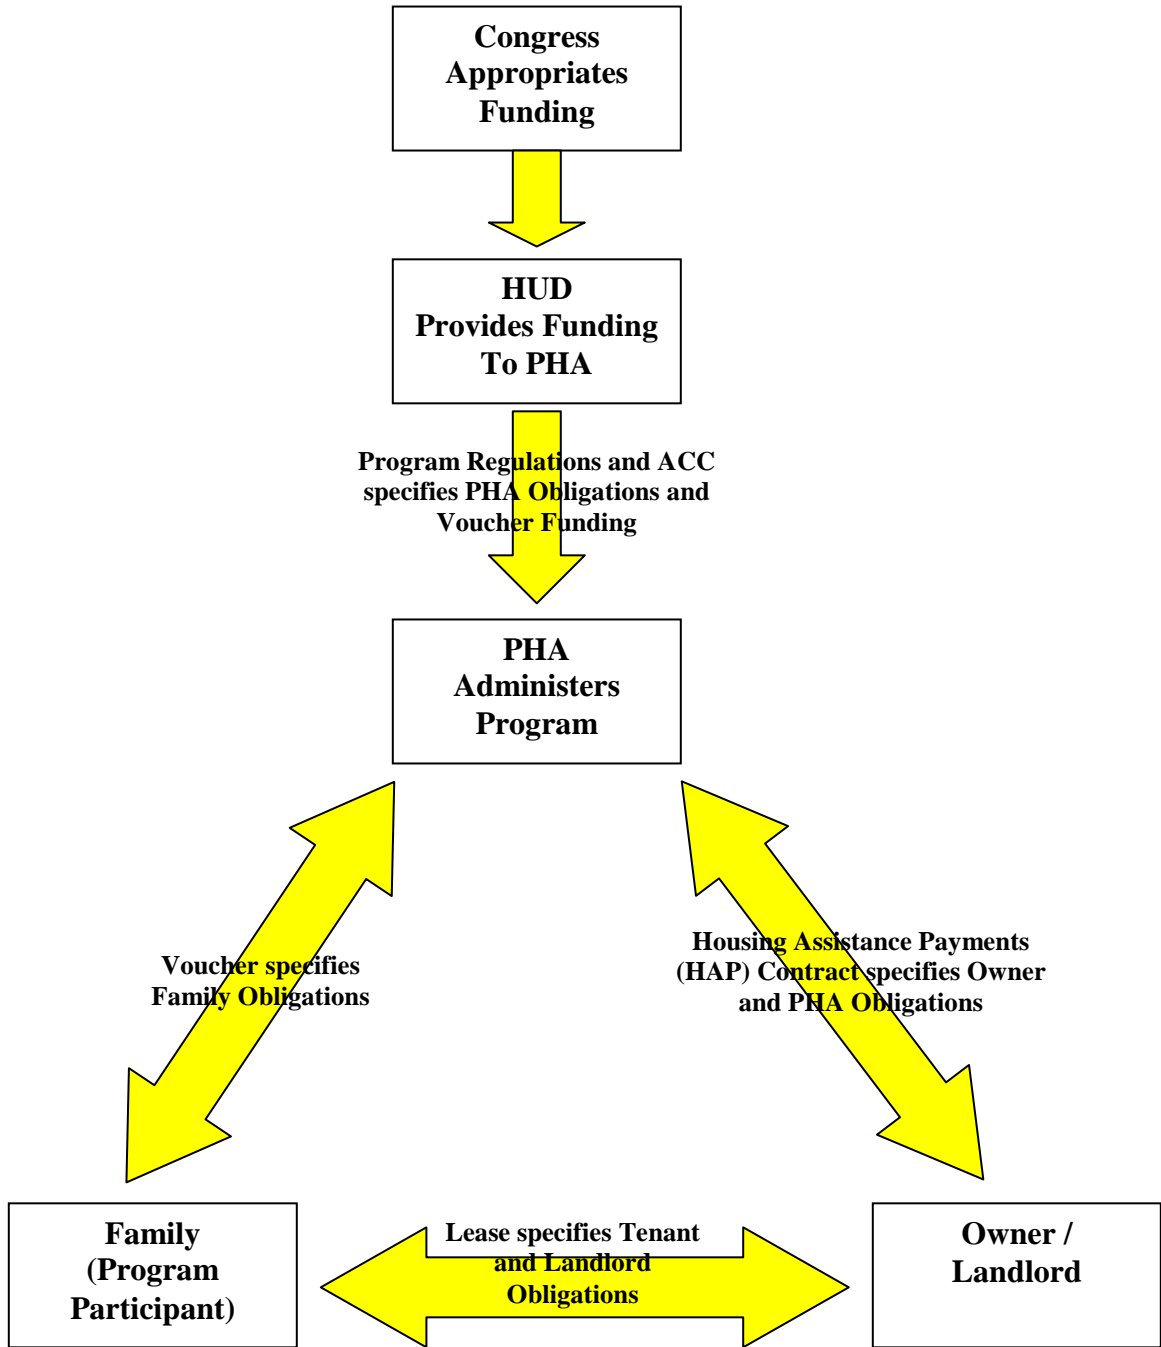 Congress
Appropriates
Funding
HUD
Provides Funding
To PHA
Program Regulations and ACC
specifies PHA Obligations and
Voucher Funding
PHA
Administers
Program
Voucher specifies
Family Obligations
Housing Assistance Payments
(HAP) Contract specifies Owner
and PHA Obligations
Family
(Program
Participant)
Lease specifies Tenant
and Landlord
Obligations
Owner /
Landlord